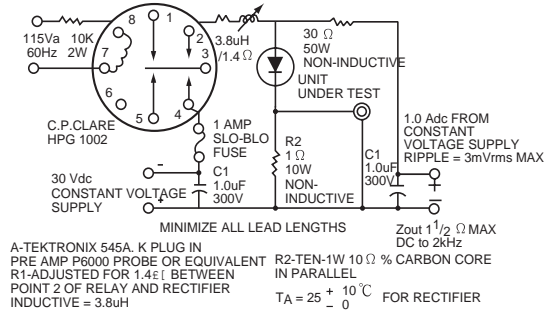 115Va
60Hz
10K
2W
8
1
2
7
3
6
4
5
C.P.CLARE
HPG 1002
3.8uH
/1.4 Ω
30 Ω
50W
NON-INDUCTIVE
UNIT
UNDER TEST
1 AMP
SLO-BLO
FUSE
R2
1 Ω
10W
NON-
INDUCTIVE
C1
1.0uF
300V
1.0 Adc FROM
CONSTANT
VOLTAGE SUPPLY
RIPPLE = 3mVrms MAX
+
−
30 Vdc
CONSTANT VOLTAGE
SUPPLY
-
+
C1
1.0uF
300V
MINIMIZE ALL LEAD LENGTHS
Zout 1 1/2 Ω MAX
DC to 2kHz
A-TEKTRONIX 545A. K PLUG IN
PRE AMP P6000 PROBE OR EQUIVALENT
R1-ADJUSTED FOR 1.4£[ BETWEEN
POINT 2 OF RELAY AND RECTIFIER
INDUCTIVE = 3.8uH
R2-TEN-1W 10 Ω % CARBON CORE
IN PARALLEL
TA = 25 + 10 ℃ FOR RECTIFIER
− 0